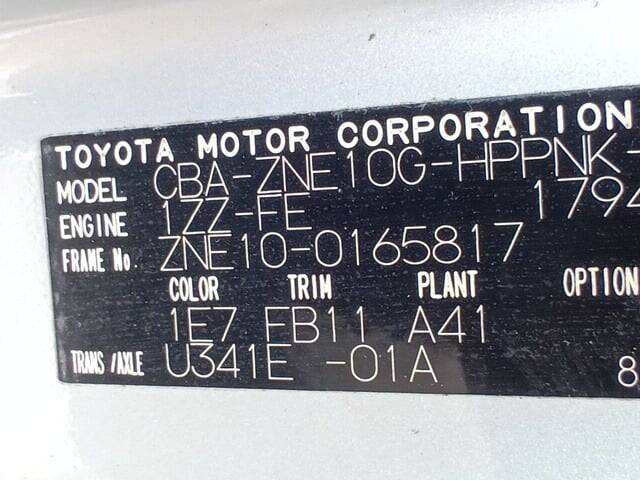 TOYOTA MOTOR CORPORATION
MODEL CBA-ZNE10G-HPPNK-
ENGINE 1ZZ-FE 1794
FRAME No. ZNE10-0165817
COLOR TRIM PLANT OPTION
1E7 FB11 A41
TRANS/AXLE U341E -01A 8